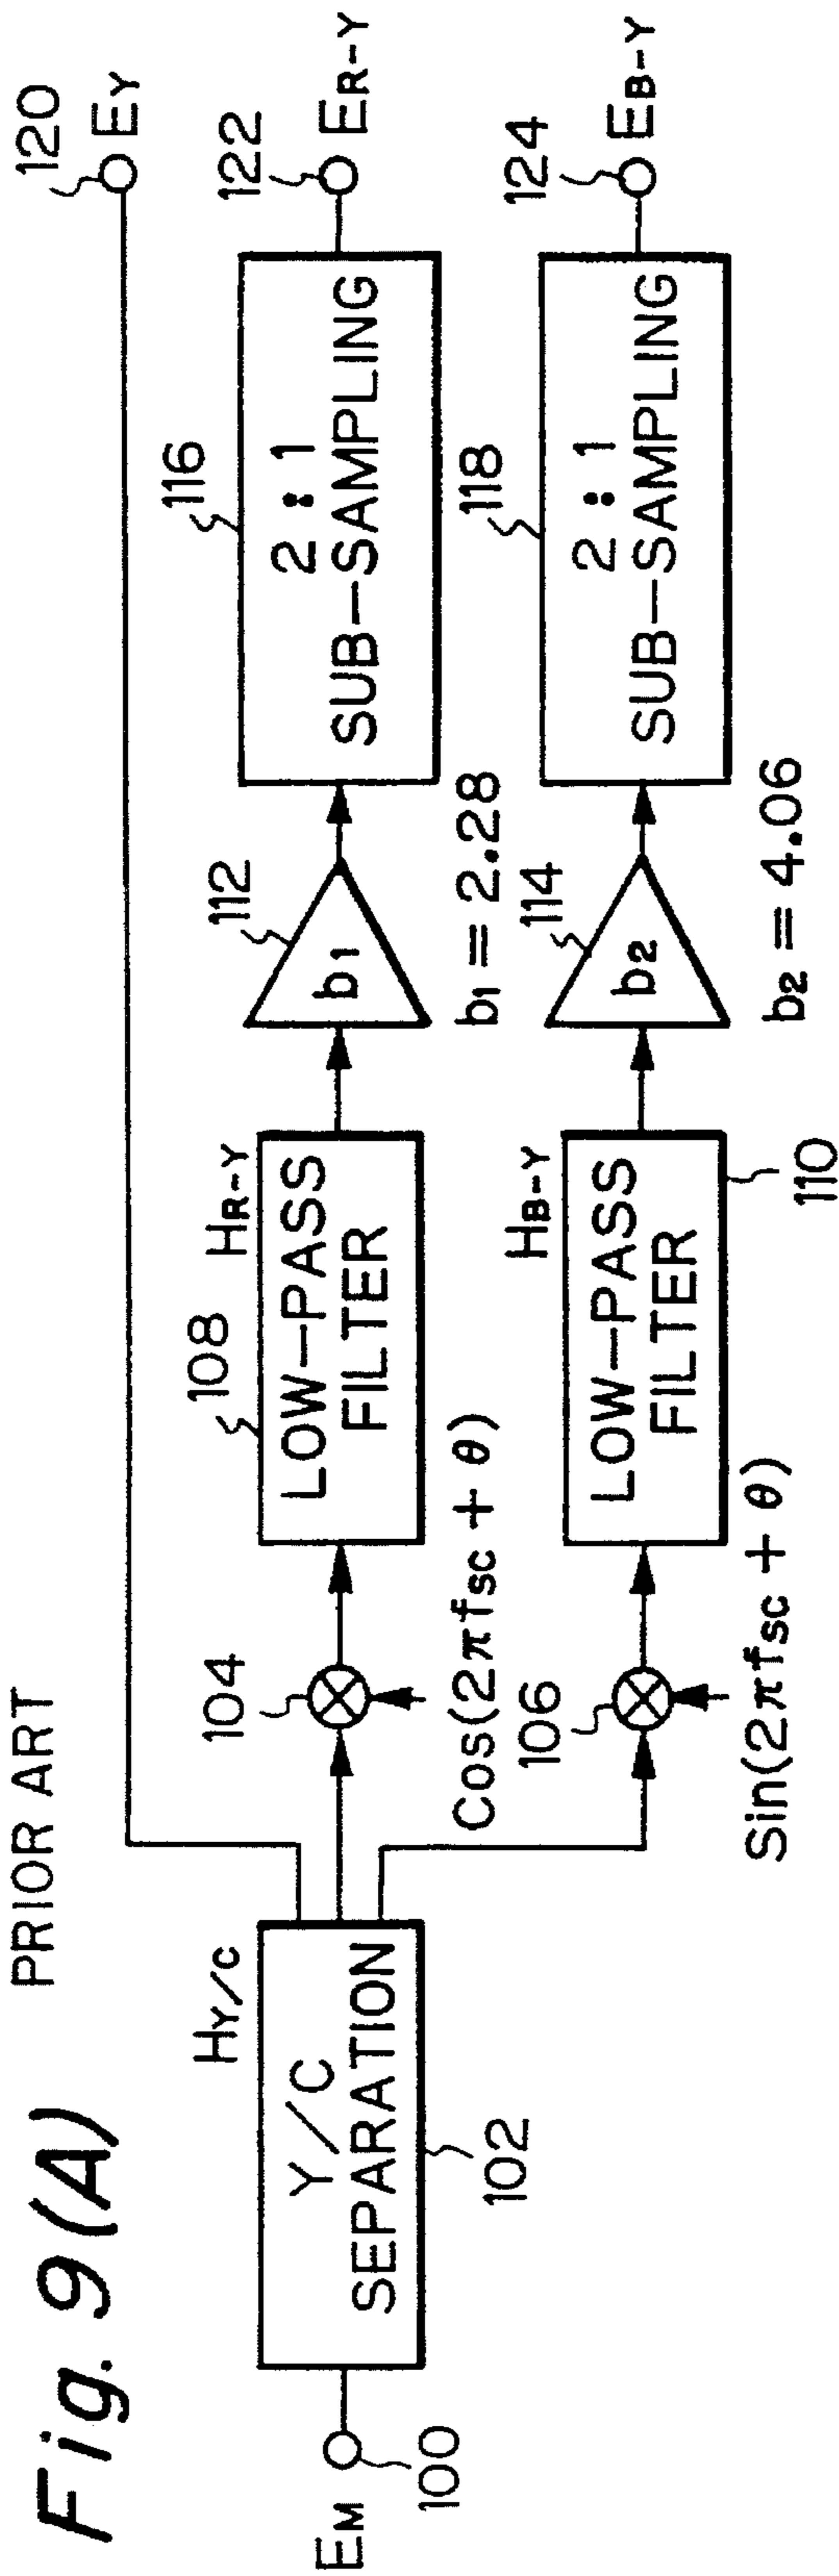 Fig. 9(A)
PRIOR ART
EM
100
HY/C
Y/C
SEPARATION
102
120
EY
104
Cos(2πfsc + θ)
108
HR-Y
LOW-PASS
FILTER
112
b1
b1 = 2.28
116
2 : 1
SUB-SAMPLING
122
ER-Y
106
Sin(2πfsc + θ)
HB-Y
LOW-PASS
FILTER
110
114
b2
b2 = 4.06
118
2 : 1
SUB-SAMPLING
124
EB-Y